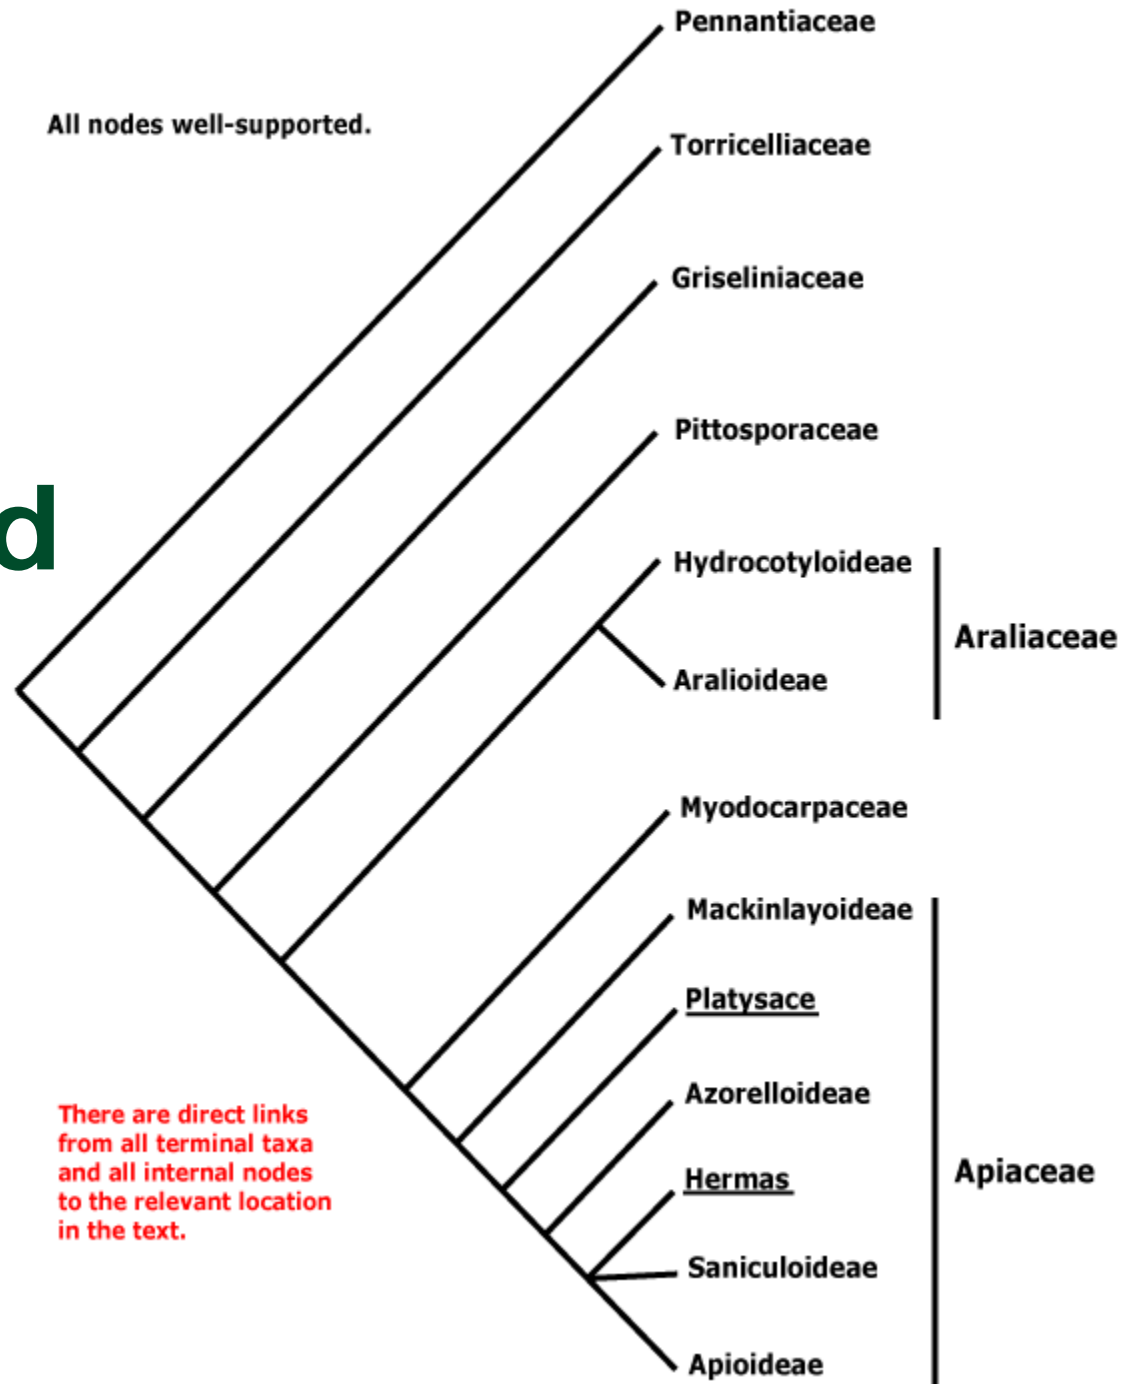 Pennantiaceae
All nodes well-supported.
Torricelliaceae
Griseliniaceae
Pittosporaceae
d
Hydrocotyloideae
Araliaceae
Aralioideae
Myodocarpaceae
Mackinlayoideae
Platysace
Azorelloideae
There are direct links
from all terminal taxa
and all internal nodes
to the relevant location
in the text.
Apiaceae
Hermas
Saniculoideae
Apioideae